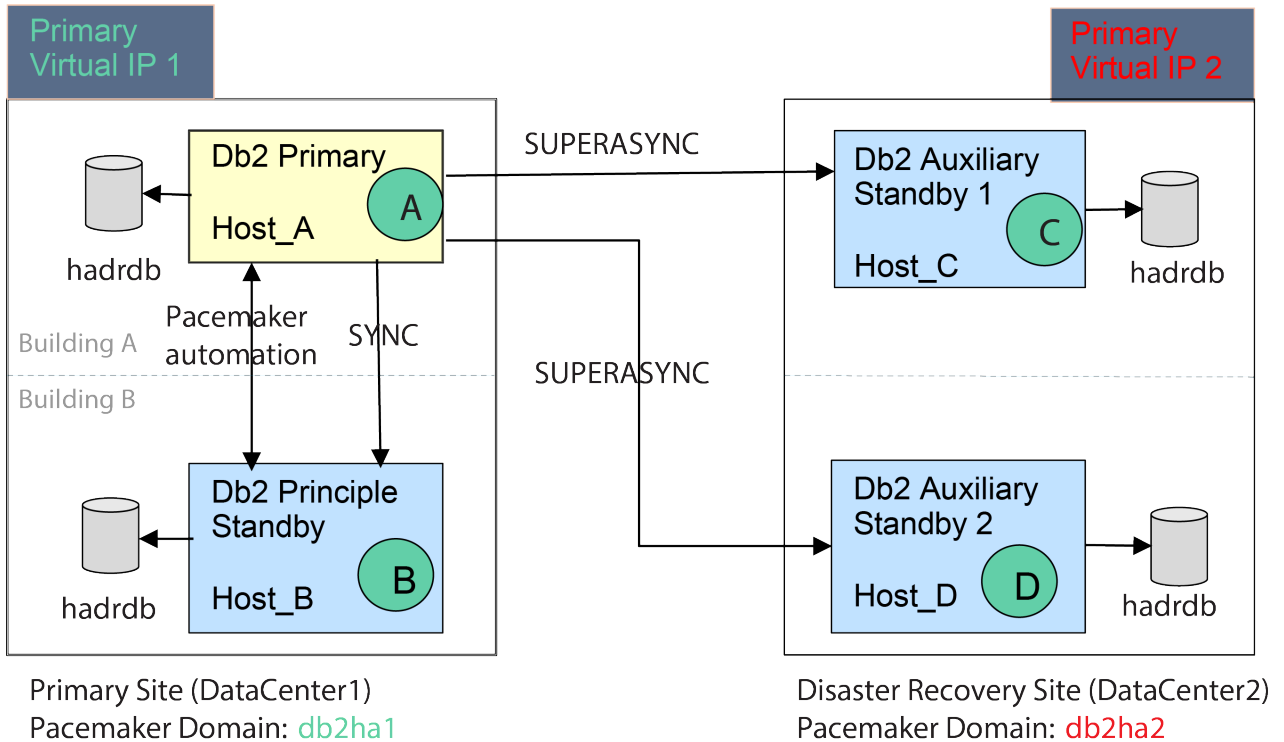 Primary
Virtual IP 1
Primary
Virtual IP 2
Db2 Primary
A
Host_A
hadrdb
SUPERASYNC
Db2 Auxiliary
Standby 1
C
Host_C
hadrdb
Pacemaker
automation
SYNC
Building A
Building B
SUPERASYNC
Db2 Principle
Standby
B
Host_B
hadrdb
Db2 Auxiliary
Standby 2
D
Host_D
hadrdb
Primary Site (DataCenter1)
Pacemaker Domain: db2ha1
Disaster Recovery Site (DataCenter2)
Pacemaker Domain: db2ha2